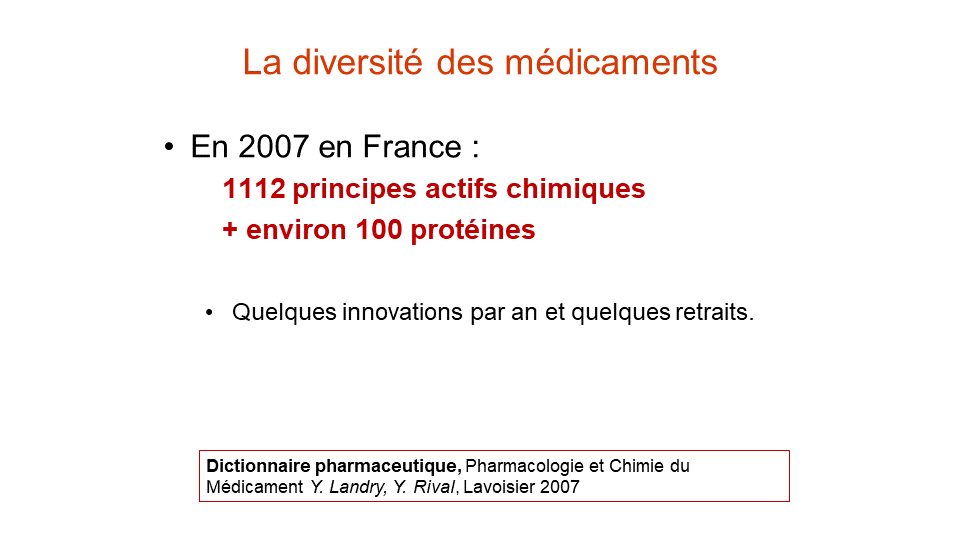 La diversité des médicaments
• En 2007 en France :
1112 principes actifs chimiques
+ environ 100 protéines
• Quelques innovations par an et quelques retraits.
Dictionnaire pharmaceutique, Pharmacologie et Chimie du
Médicament Y. Landry, Y. Rival, Lavoisier 2007